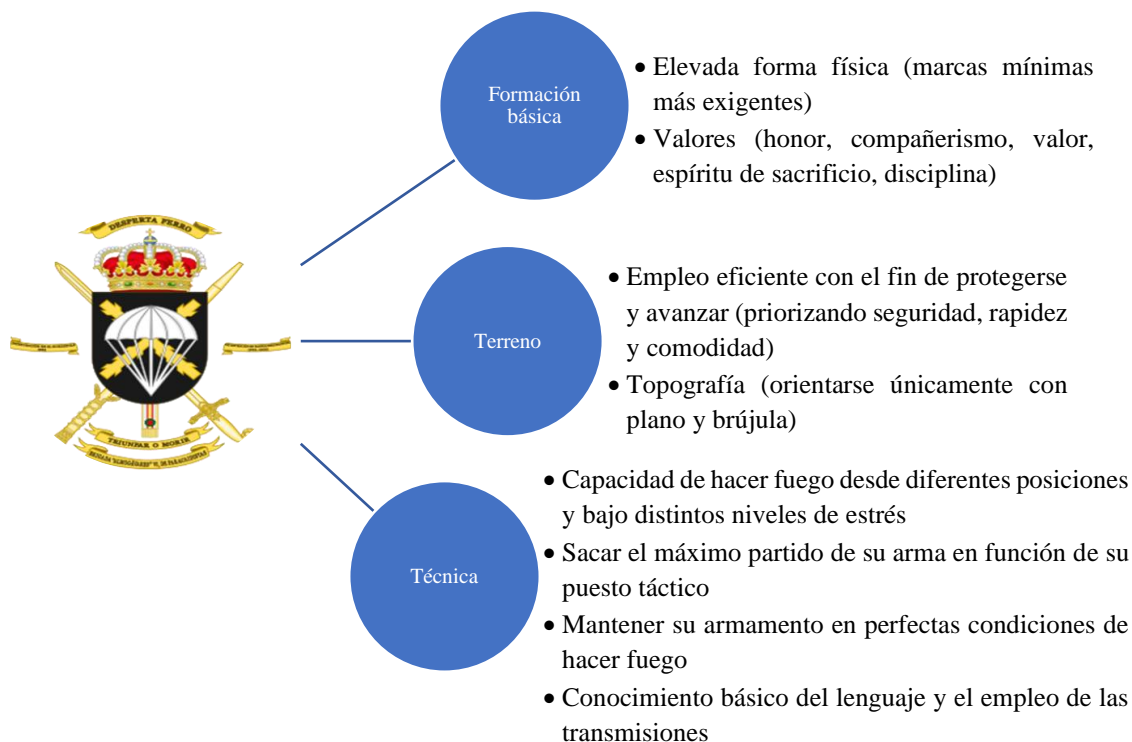 Formación
básica
• Elevada forma física (marcas mínimas
más exigentes)
• Valores (honor, compañerismo, valor,
espíritu de sacrificio, disciplina)
DESPERTA FERRO
TRIUNFAR O MORIR
Terreno
• Empleo eficiente con el fin de protegerse
y avanzar (priorizando seguridad, rapidez
y comodidad)
• Topografía (orientarse únicamente con
plano y brújula)
Técnica
• Capacidad de hacer fuego desde diferentes posiciones
y bajo distintos niveles de estrés
• Sacar el máximo partido de su arma en función de su
puesto táctico
• Mantener su armamento en perfectas condiciones de
hacer fuego
• Conocimiento básico del lenguaje y el empleo de las
transmisiones